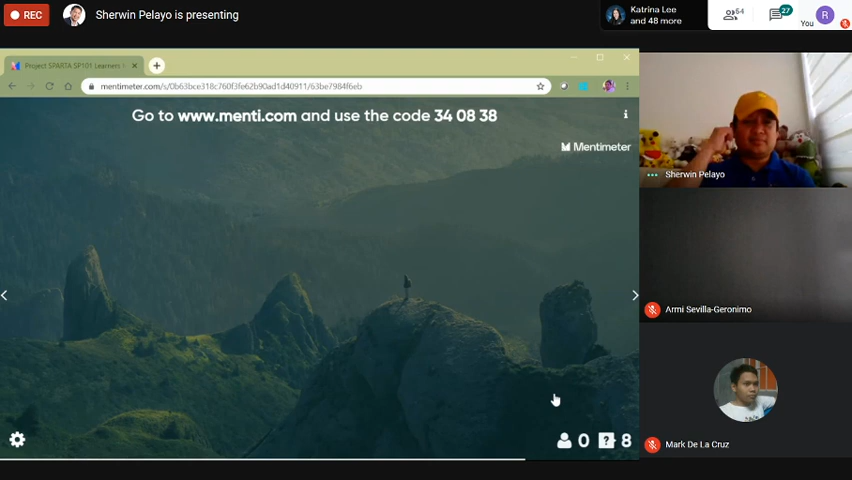 REC
Sherwin Pelayo is presenting
Katrina Lee
and 48 more
54
27
You
R
Project SPARTA SP101 Learners
mentimeter.com/s/0b63bce318c760f3fe62b90ad1d40911/63be7984f6eb
Go to www.menti.com and use the code 34 08 38
Mentimeter
Sherwin Pelayo
Armi Sevilla-Geronimo
0
8
Mark De La Cruz